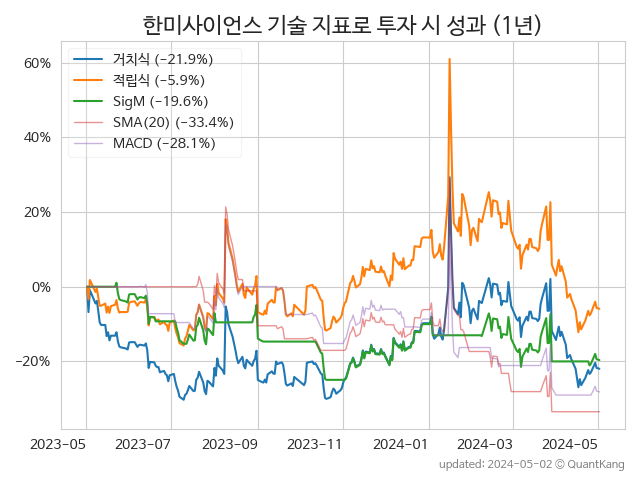 한미사이언스 기술 지표로 투자 시 성과 (1년)
거치식 (−21.9%)
적립식 (−5.9%)
SigM (−19.6%)
SMA(20) (−33.4%)
MACD (−28.1%)
60%
40%
20%
0%
−20%
2023-05 2023-07 2023-09 2023-11 2024-01 2024-03 2024-05
updated: 2024-05-02 © QuantKang